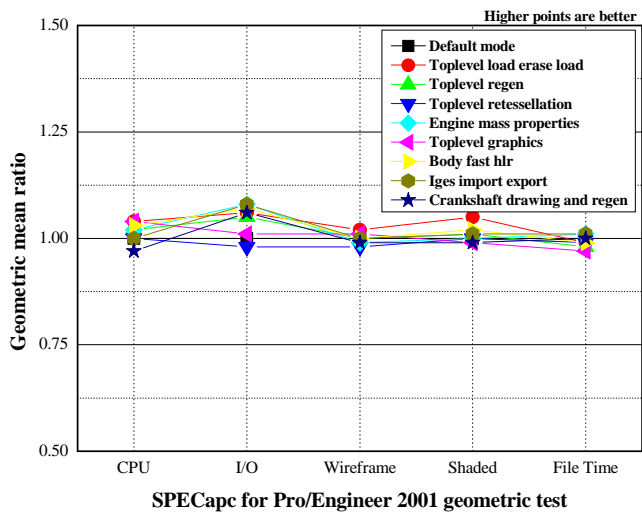 Higher points are better
1.50
1.25
1.00
0.75
0.50
Geometric mean ratio
Default mode
Toplevel load erase load
Toplevel regen
Toplevel retessellation
Engine mass properties
Toplevel graphics
Body fast hlr
Iges import export
Crankshaft drawing and regen
CPU
I/O
Wireframe
Shaded
File Time
SPECapc for Pro/Engineer 2001 geometric test